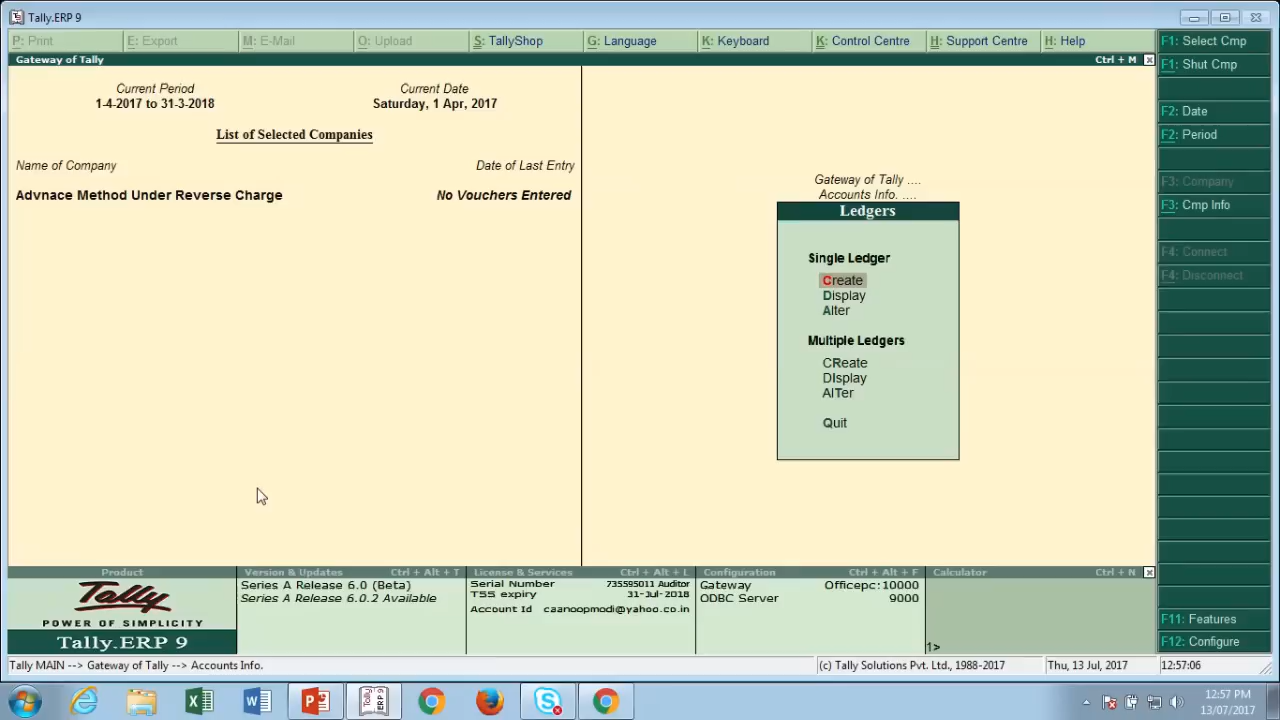 Tally.ERP 9
P: Print
E: Export
M: E-Mail
O: Upload
S: TallyShop
G: Language
K: Keyboard
K: Control Centre
H: Support Centre
H: Help
Gateway of Tally
Ctrl + M
Current Period
1-4-2017 to 31-3-2018
Current Date
Saturday, 1 Apr, 2017
List of Selected Companies
Name of Company
Date of Last Entry
Advnace Method Under Reverse Charge
No Vouchers Entered
Gateway of Tally ....
Accounts Info. ....
Ledgers
Single Ledger
Create
Display
Alter
Multiple Ledgers
CReate
DIsplay
AlTer
Quit
F1: Select Cmp
F1: Shut Cmp
F2: Date
F2: Period
F3: Company
F3: Cmp Info
F4: Connect
F4: Disconnect
F11: Features
F12: Configure
Product
Tally
POWER OF SIMPLICITY
Tally.ERP 9
Version & Updates
Ctrl + Alt + T
Series A Release 6.0 (Beta)
Series A Release 6.0.2 Available
License & Services
Ctrl + Alt + L
Serial Number 735595011 Auditor
TSS expiry 31-Jul-2018
Account Id caanoopmodi@yahoo.co.in
Configuration
Ctrl + Alt + F
Gateway Officepc:10000
ODBC Server 9000
Calculator
Ctrl + N
1>
Tally MAIN --> Gateway of Tally --> Accounts Info.
(c) Tally Solutions Pvt. Ltd., 1988-2017
Thu, 13 Jul, 2017
12:57:06
12:57 PM
13/07/2017